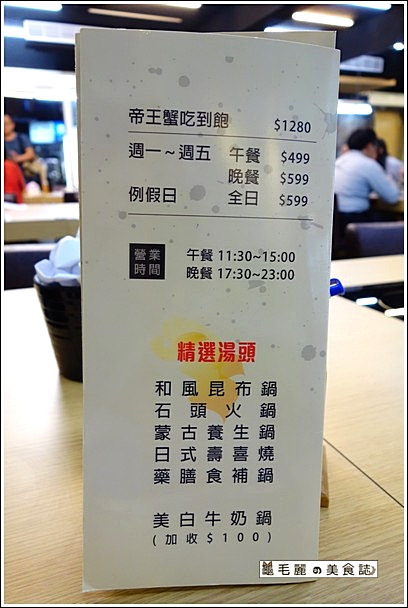 帝王蟹吃到飽 $1280
週一~週五 午餐 $499
晚餐 $599
例假日 全日 $599
營業時間
午餐 11:30~15:00
晚餐 17:30~23:00
精選湯頭
和風昆布鍋
石頭火鍋
蒙古養生鍋
日式壽喜燒
藥膳食補鍋
美白牛奶鍋
(加收$100)
毛麗の美食誌